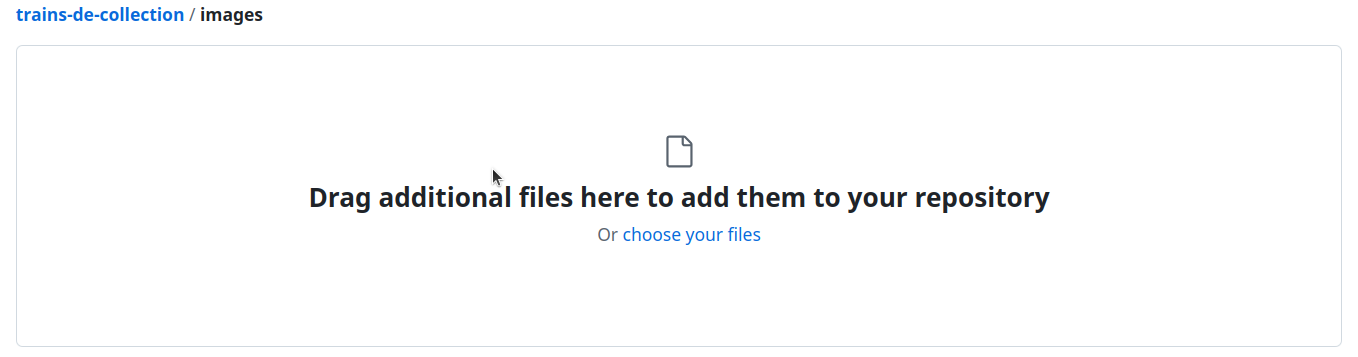 trains-de-collection / images
Drag additional files here to add them to your repository
Or choose your files